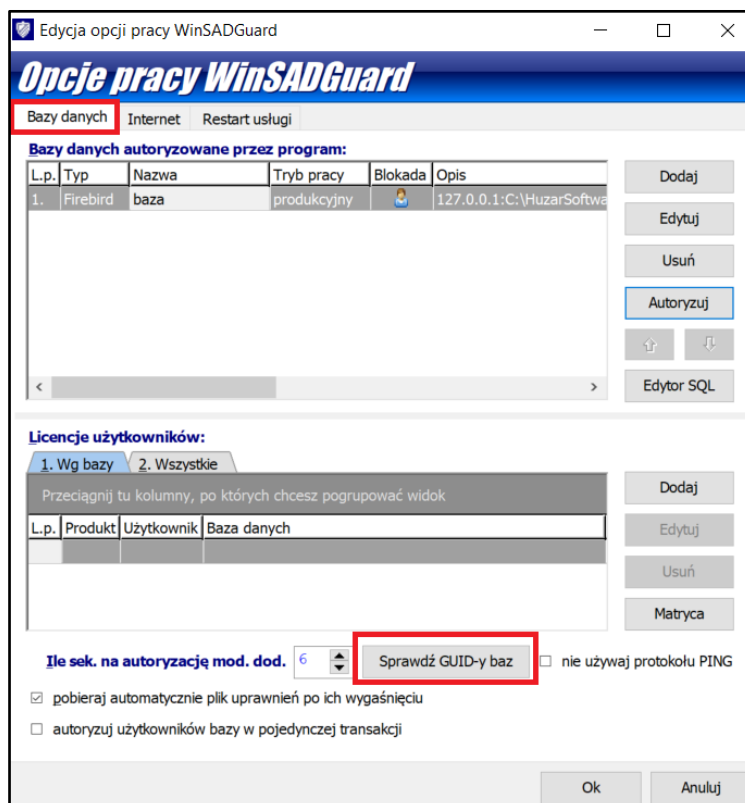 Edycja opcji pracy WinSADGuard
Opcje pracy WinSADGuard
Bazy danych Internet Restart usługi
Bazy danych autoryzowane przez program:
L.p. Typ Nazwa Tryb pracy Blokada Opis
1. Firebird baza produkcyjny 127.0.0.1:C:\HuzarSoftwa
Dodaj
Edytuj
Usuń
Autoryzuj
Edytor SQL
Licencje użytkowników:
1. Wg bazy 2. Wszystkie
Przeciągnij tu kolumny, po których chcesz pogrupować widok
L.p. Produkt Użytkownik Baza danych
Dodaj
Edytuj
Usuń
Matryca
Ile sek. na autoryzację mod. dod. 6 Sprawdź GUID-y baz nie używaj protokołu PING
pobieraj automatycznie plik uprawnień po ich wygaśnięciu
autoryzuj użytkowników bazy w pojedynczej transakcji
Ok Anuluj